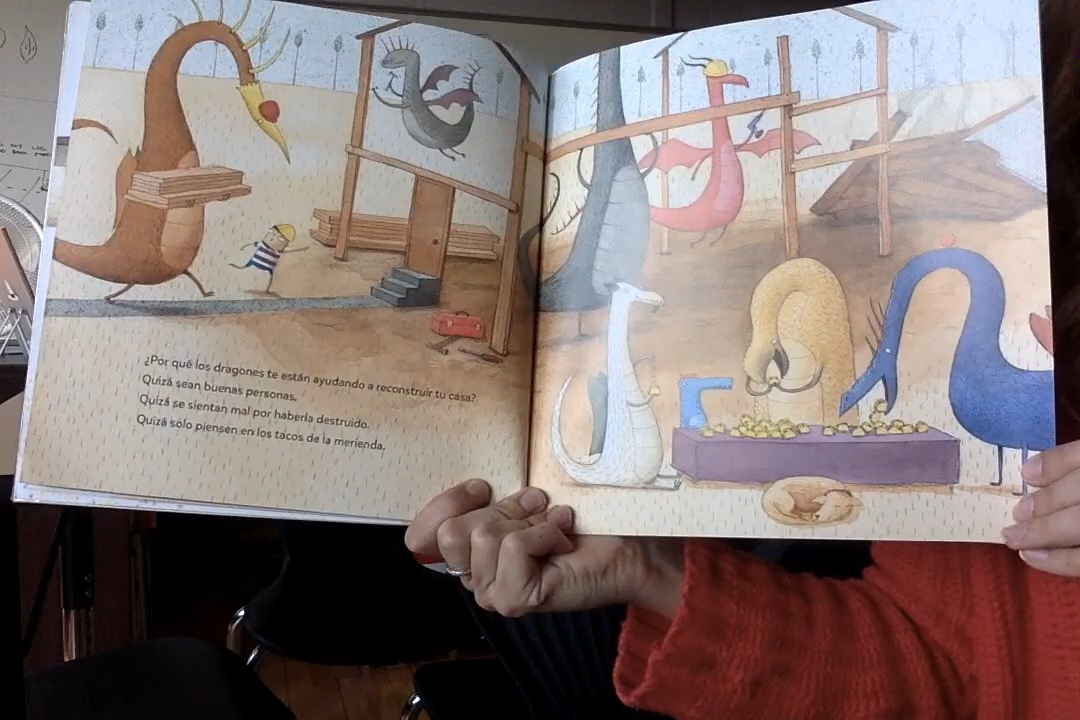 ¿Por qué los dragones te están ayudando a reconstruir tu casa?
Quizá sean buenas personas.
Quizá se sientan mal por haberla destruido.
Quizá solo piensen en los tacos de la merienda.